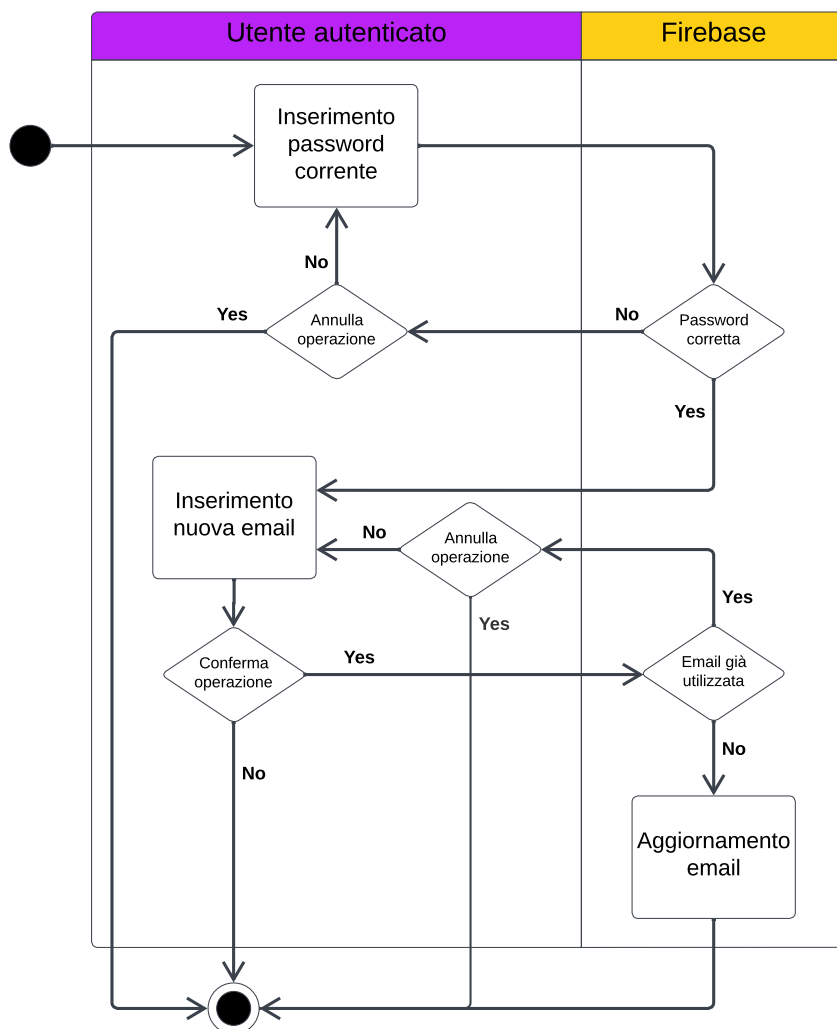 Utente autenticato
Firebase
Inserimento
password
corrente
No
Yes
Annulla
operazione
No
Password
corretta
Yes
Inserimento
nuova email
No
Annulla
operazione
Yes
Yes
Conferma
operazione
Yes
Email già
utilizzata
No
No
Aggiornamento
email